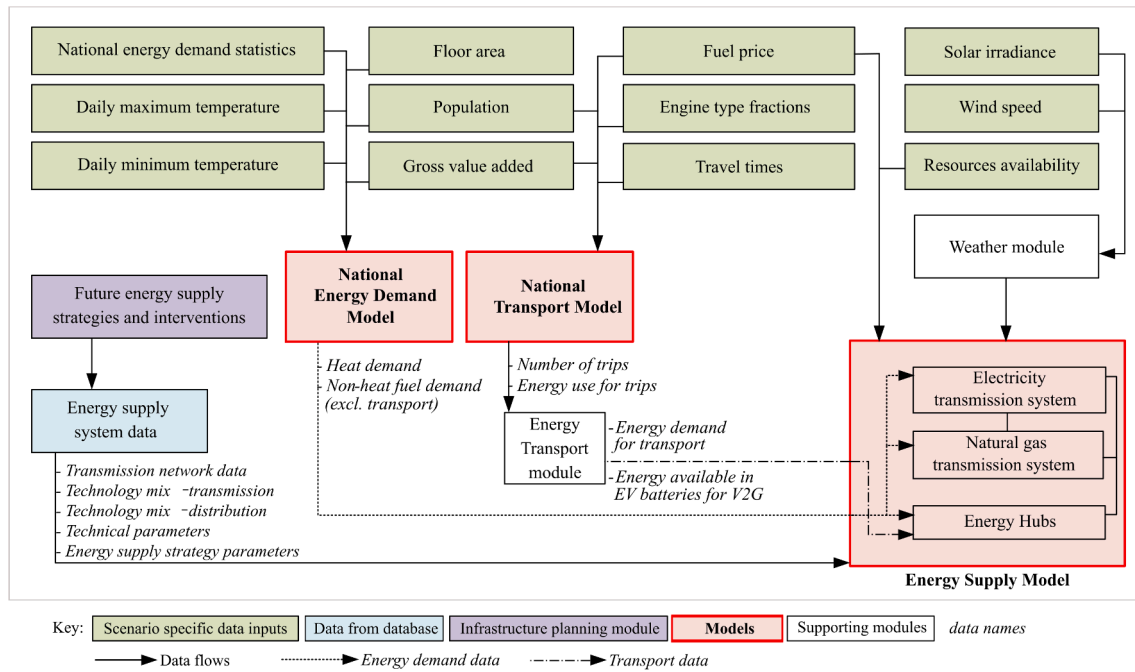 National energy demand statistics
Floor area
Fuel price
Solar irradiance
Daily maximum temperature
Population
Engine type fractions
Wind speed
Daily minimum temperature
Gross value added
Travel times
Resources availability
Weather module
Future energy supply
strategies and interventions
National
Energy Demand
Model
National
Transport Model
- Heat demand
- Non-heat fuel demand
(excl. transport)
- Number of trips
- Energy use for trips
Energy supply
system data
Energy
Transport
module
- Energy demand
for transport
- Energy available in
EV batteries for V2G
Electricity
transmission system
Natural gas
transmission system
Energy Hubs
Energy Supply Model
- Transmission network data
- Technology mix -transmission
- Technology mix -distribution
- Technical parameters
- Energy supply strategy parameters
Key: Scenario specific data inputs Data from database Infrastructure planning module Models Supporting modules data names
Data flows Energy demand data Transport data